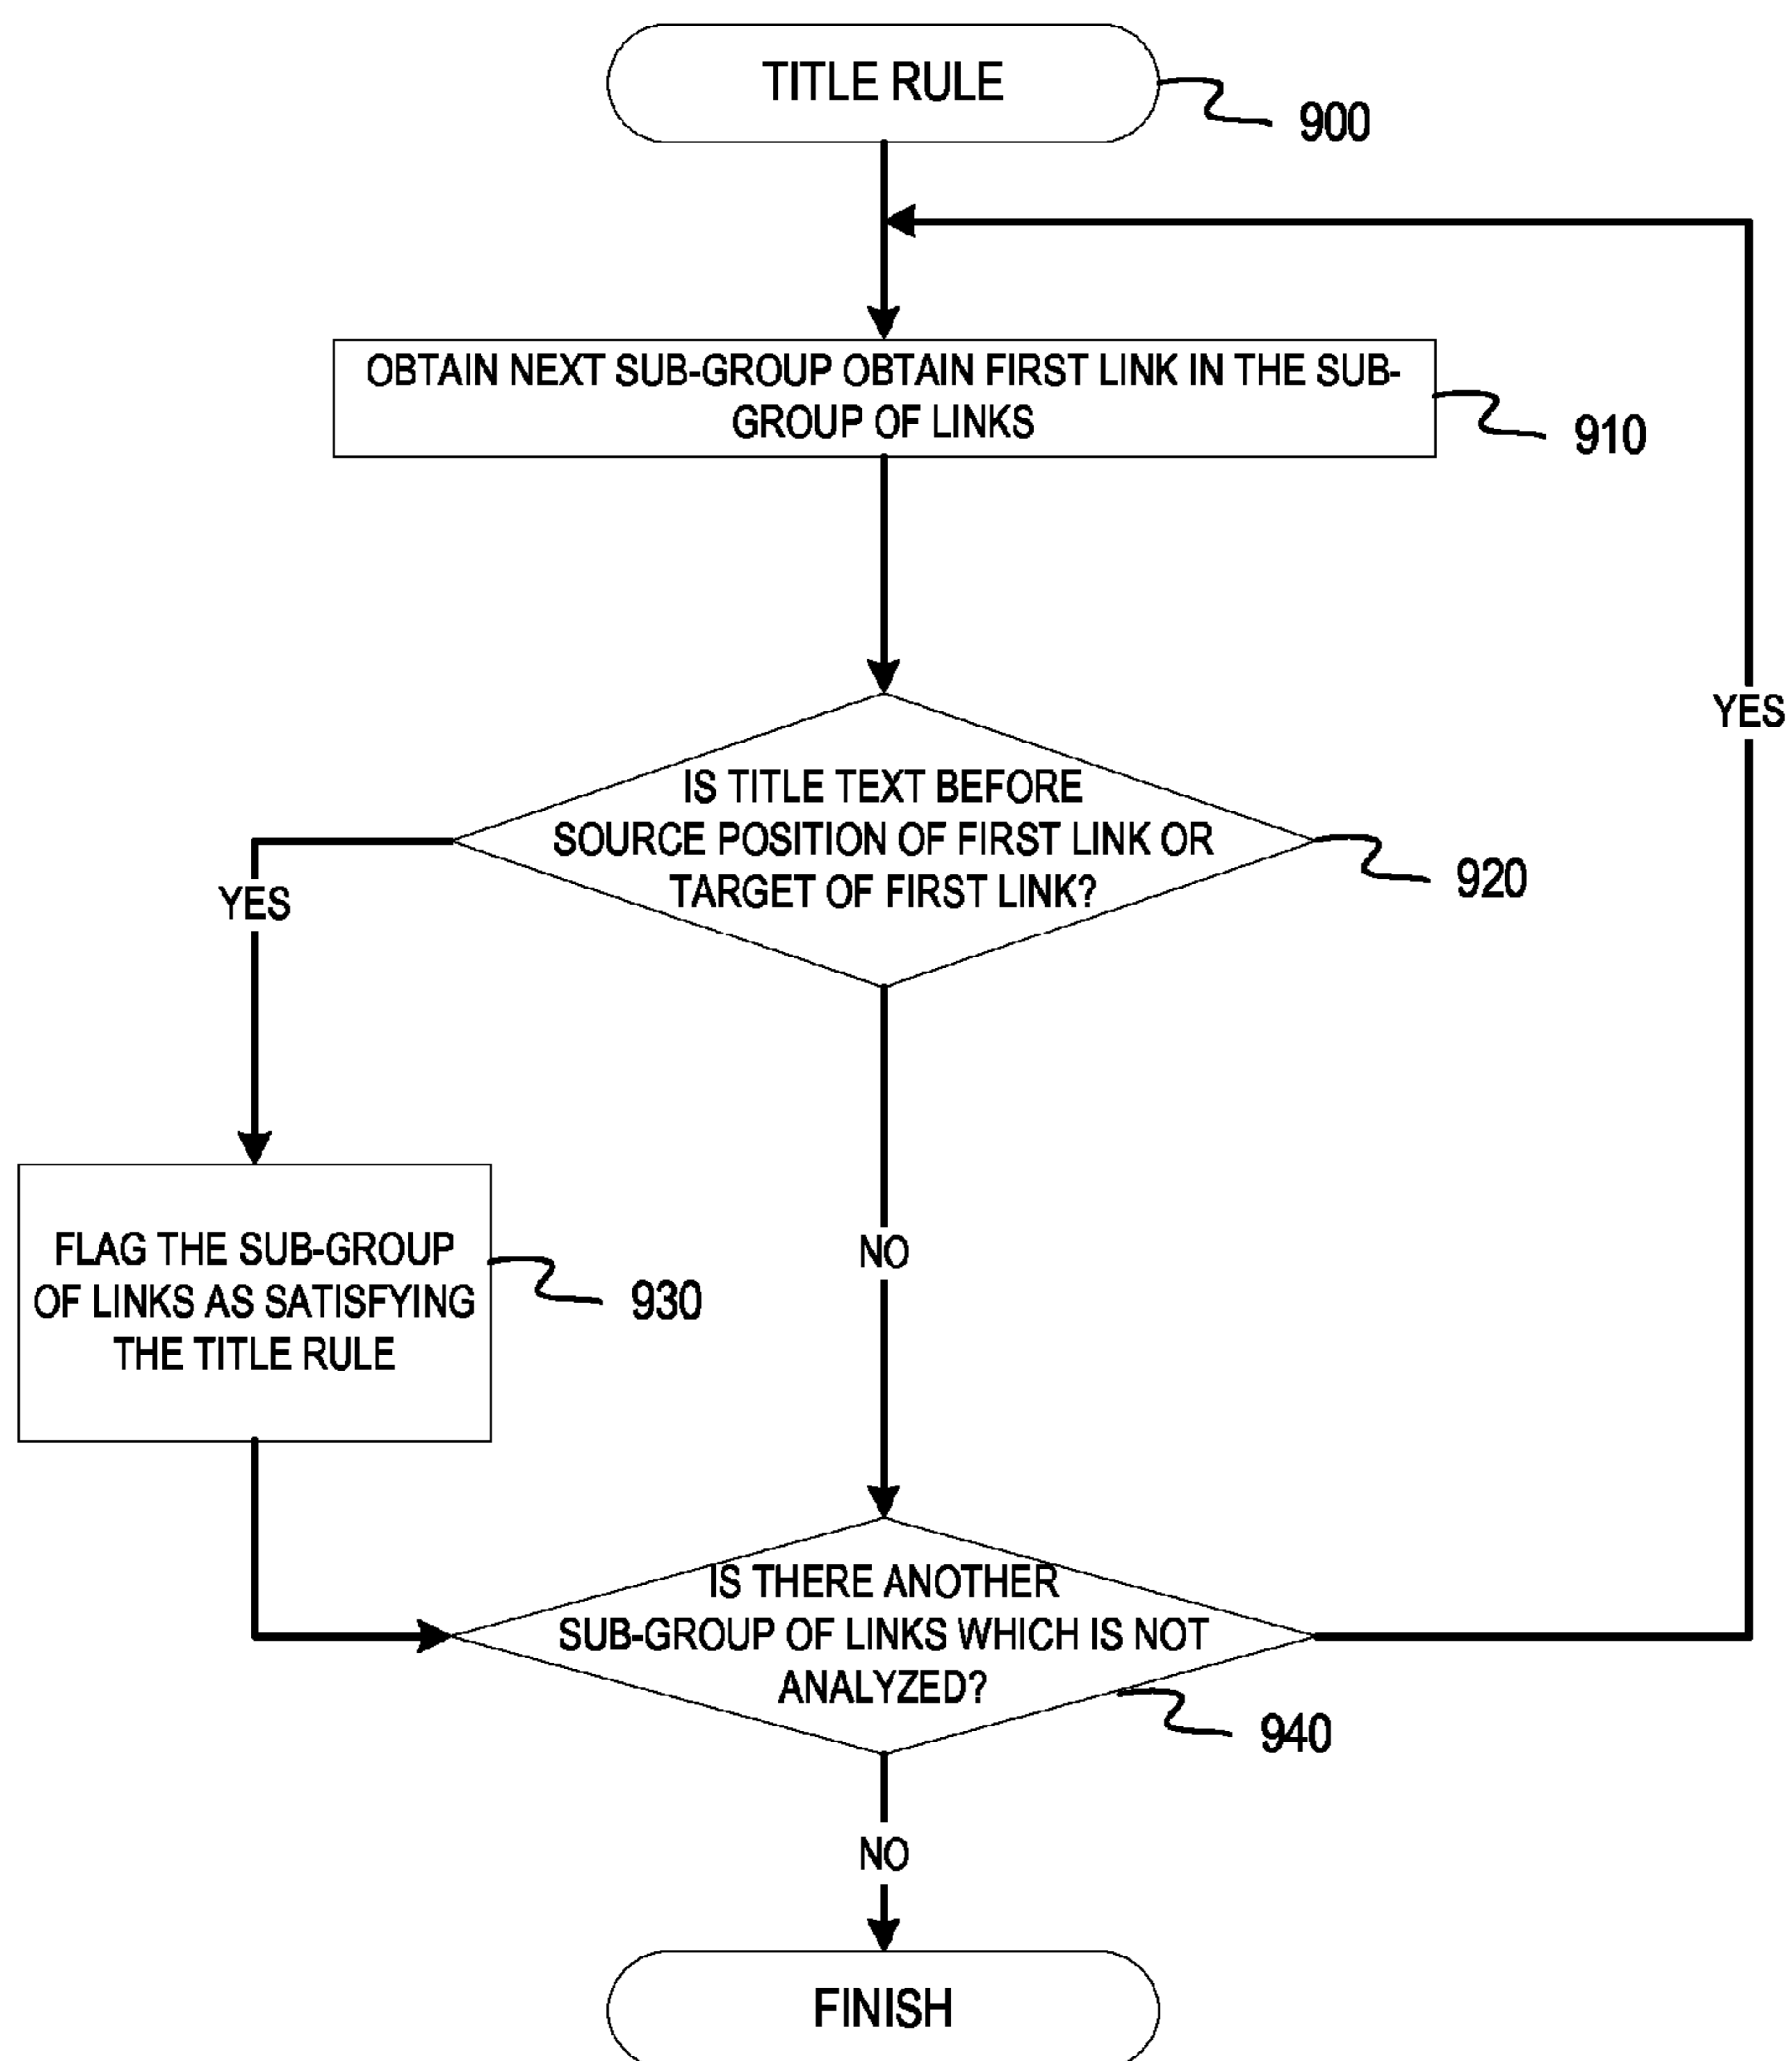 TITLE RULE
900
OBTAIN NEXT SUB-GROUP OBTAIN FIRST LINK IN THE SUB-
GROUP OF LINKS
910
YES
IS TITLE TEXT BEFORE
SOURCE POSITION OF FIRST LINK OR
TARGET OF FIRST LINK?
920
YES
FLAG THE SUB-GROUP
OF LINKS AS SATISFYING
THE TITLE RULE
930
NO
IS THERE ANOTHER
SUB-GROUP OF LINKS WHICH IS NOT
ANALYZED?
940
NO
FINISH